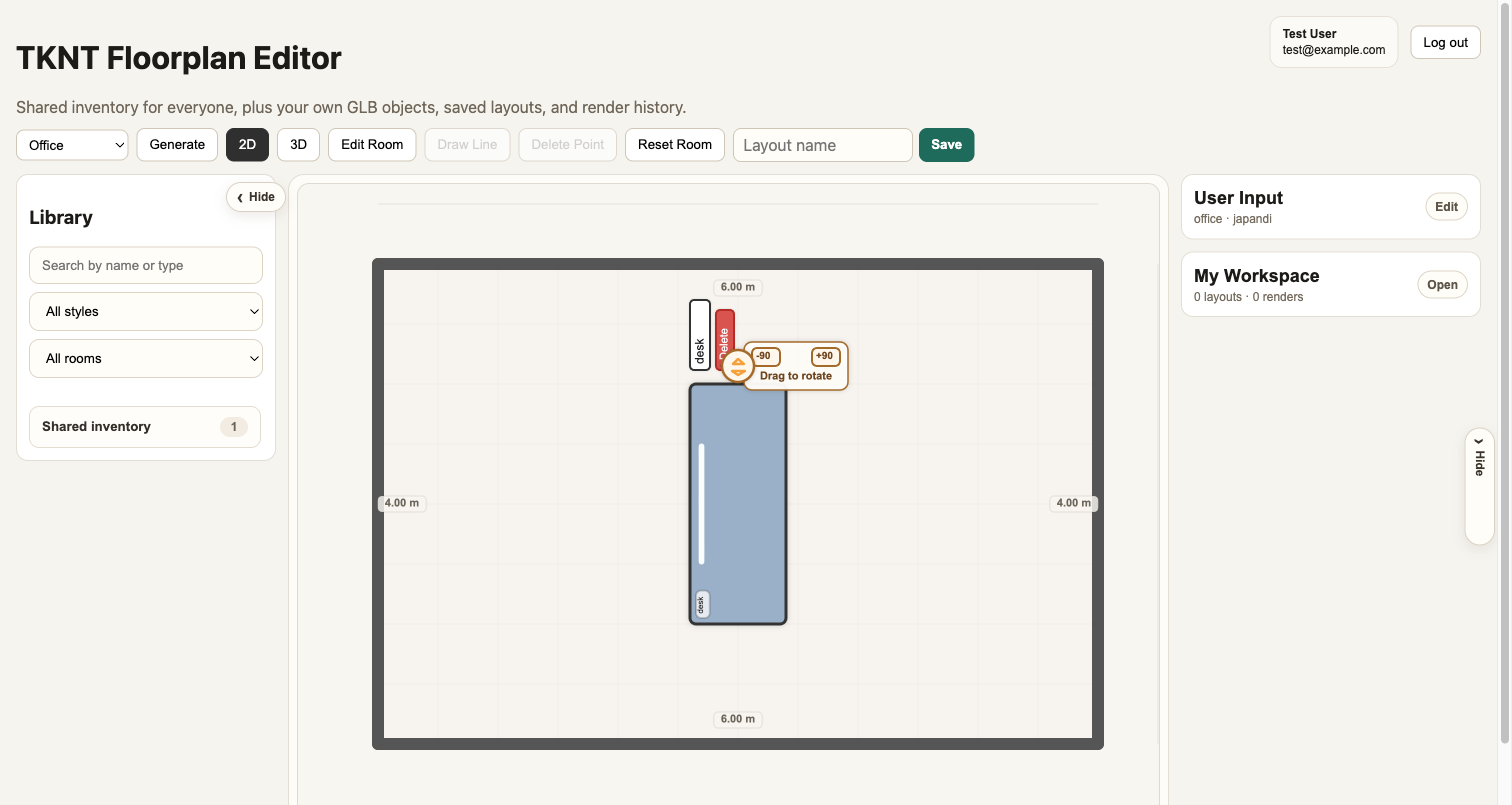 TKNT Floorplan Editor
Test User
test@example.com
Log out
Shared inventory for everyone, plus your own GLB objects, saved layouts, and render history.
Office
Generate
2D
3D
Edit Room
Draw Line
Delete Point
Reset Room
Layout name
Save
Hide
Library
Search by name or type
All styles
All rooms
Shared inventory
1
6.00 m
desk
Delete
-90
+90
Drag to rotate
4.00 m
4.00 m
desk
6.00 m
User Input
office · japandi
Edit
My Workspace
0 layouts · 0 renders
Open
Hide